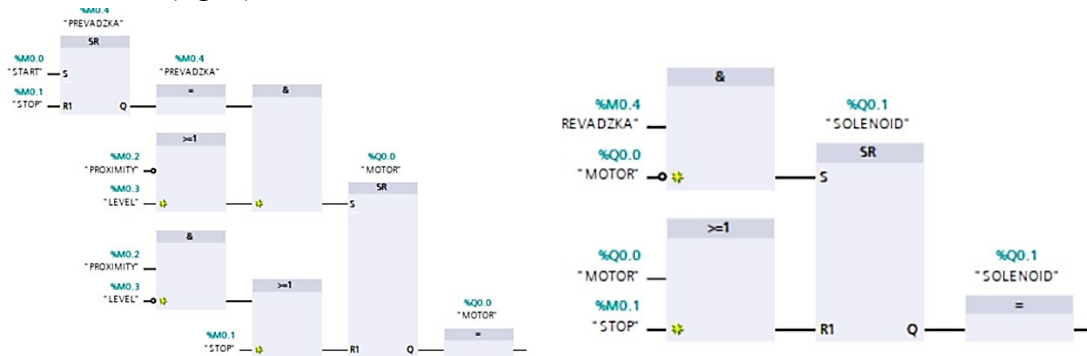 %M0.4
"PREVADZKA"
SR
%M0.0
"START"
S
%M0.1
"STOP"
R1
Q
%M0.4
"PREVADZKA"
=
&
>=1
%M0.2
"PROXIMITY"
%M0.3
"LEVEL"
%Q0.0
"MOTOR"
SR
S
&
%M0.2
"PROXIMITY"
%M0.3
"LEVEL"
>=1
%M0.1
"STOP"
R1
Q
%Q0.0
"MOTOR"
=
&
%M0.4
REVADZKA"
%Q0.0
"MOTOR"
%Q0.1
"SOLENOID"
SR
S
>=1
%Q0.0
"MOTOR"
%M0.1
"STOP"
R1
Q
%Q0.1
"SOLENOID"
=